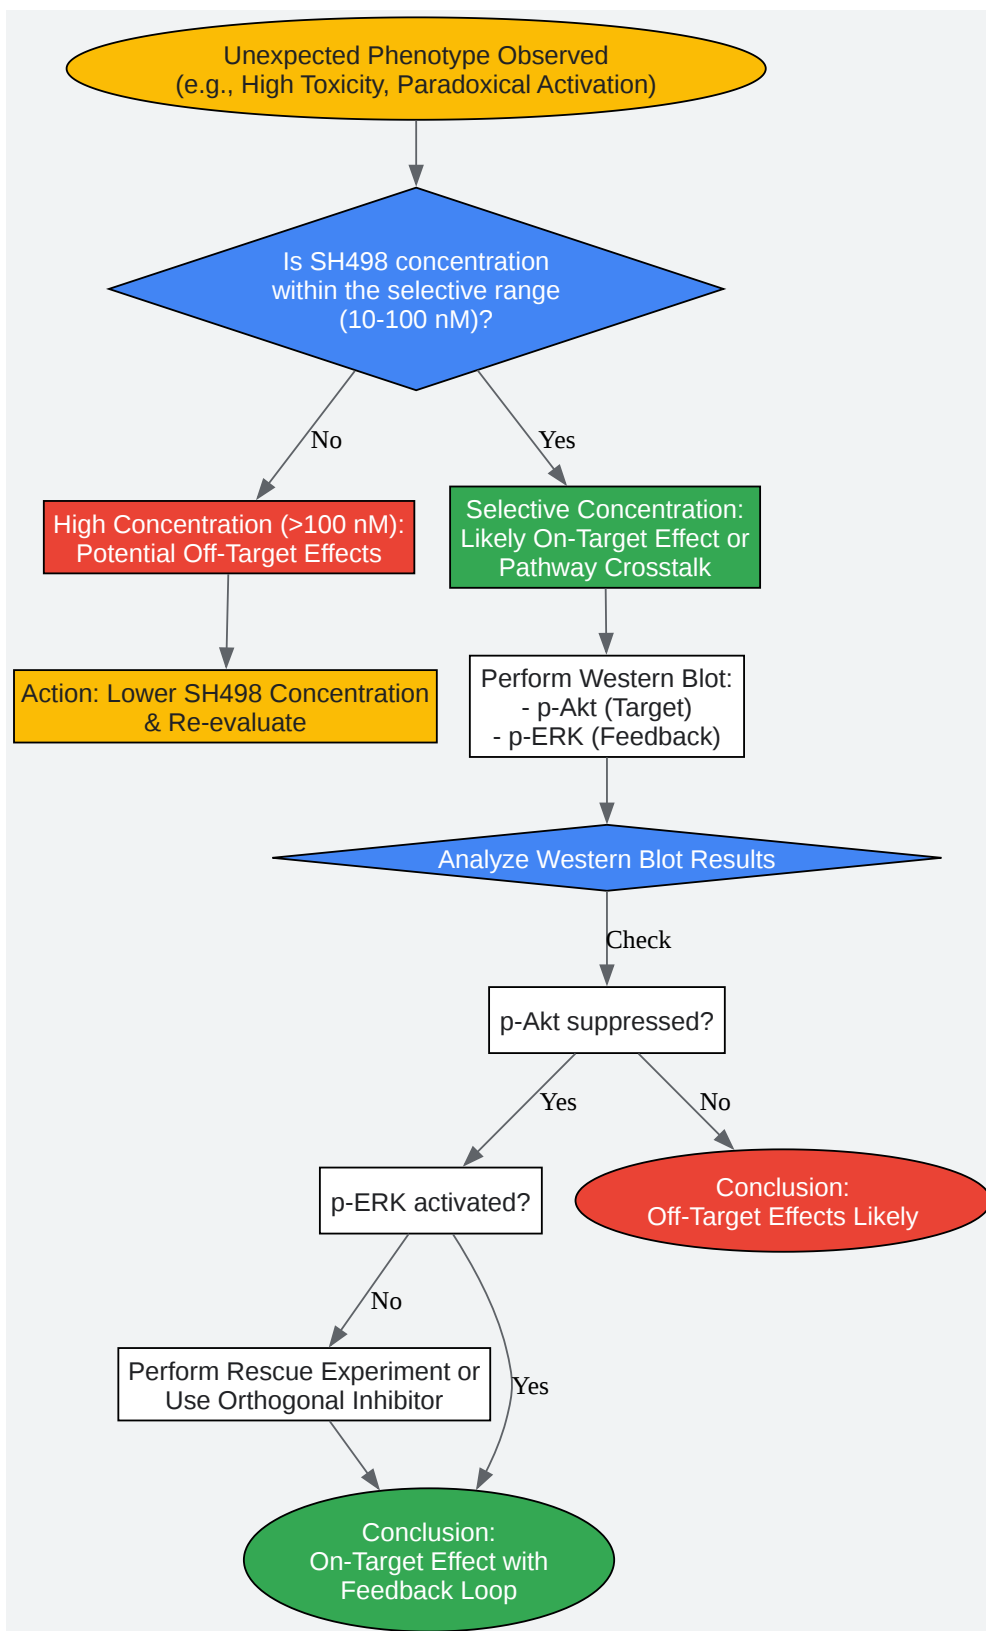 Unexpected Phenotype Observed
(e.g., High Toxicity, Paradoxical Activation)
Is SH498 concentration
within the selective range
(10-100 nM)?
No
Yes
High Concentration (>100 nM):
Potential Off-Target Effects
Selective Concentration:
Likely On-Target Effect or
Pathway Crosstalk
Action: Lower SH498 Concentration
& Re-evaluate
Perform Western Blot:
- p-Akt (Target)
- p-ERK (Feedback)
Analyze Western Blot Results
Check
p-Akt suppressed?
Yes
No
p-ERK activated?
Conclusion:
Off-Target Effects Likely
No
Yes
Perform Rescue Experiment or
Use Orthogonal Inhibitor
Conclusion:
On-Target Effect with
Feedback Loop